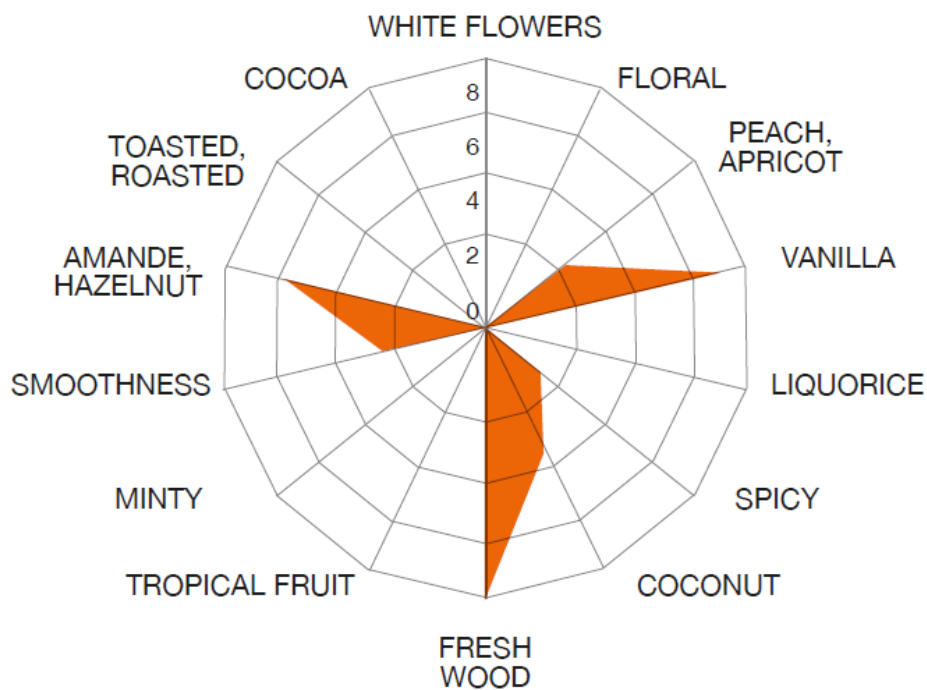 WHITE FLOWERS
FLORAL
PEACH,
APRICOT
VANILLA
LIQUORICE
SPICY
COCONUT
FRESH
WOOD
TROPICAL FRUIT
MINTY
SMOOTHNESS
AMANDE,
HAZELNUT
TOASTED,
ROASTED
COCOA
8
6
4
2
0